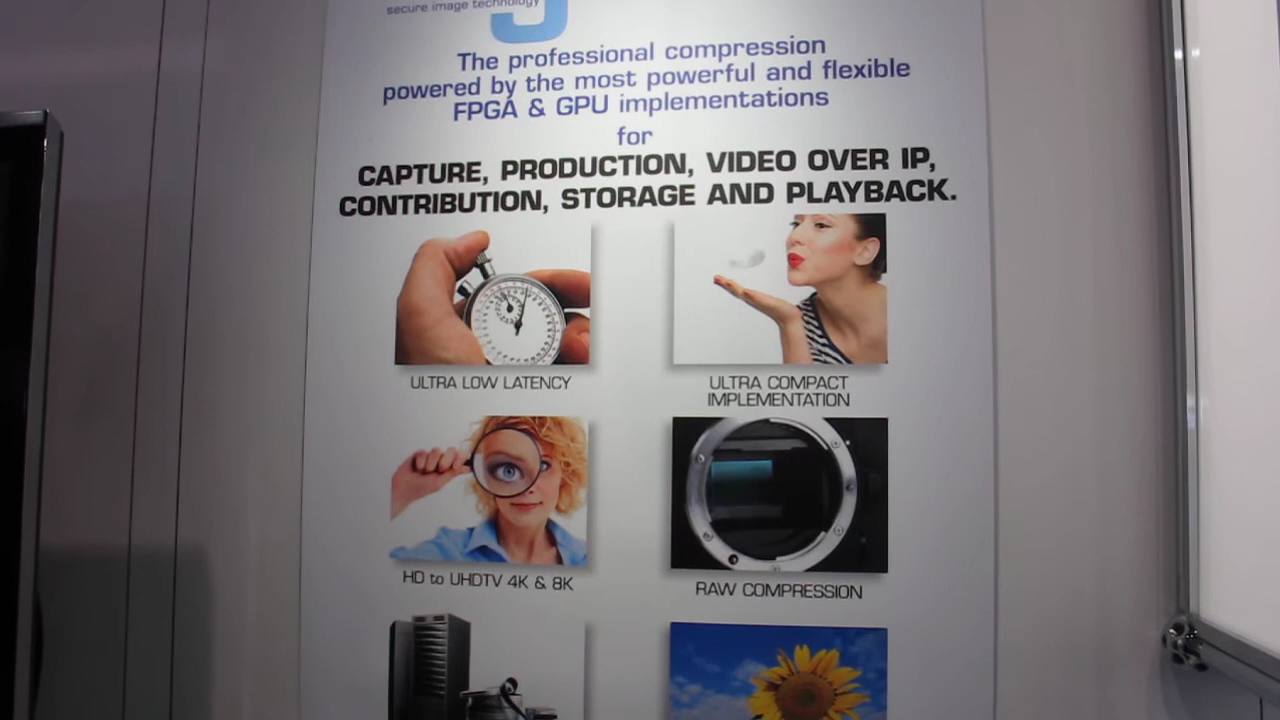 secure image technology
The professional compression
powered by the most powerful and flexible
FPGA & GPU implementations
for
CAPTURE, PRODUCTION, VIDEO OVER IP,
CONTRIBUTION, STORAGE AND PLAYBACK.
ULTRA LOW LATENCY
ULTRA COMPACT
IMPLEMENTATION
HD to UHDTV 4K & 8K
RAW COMPRESSION